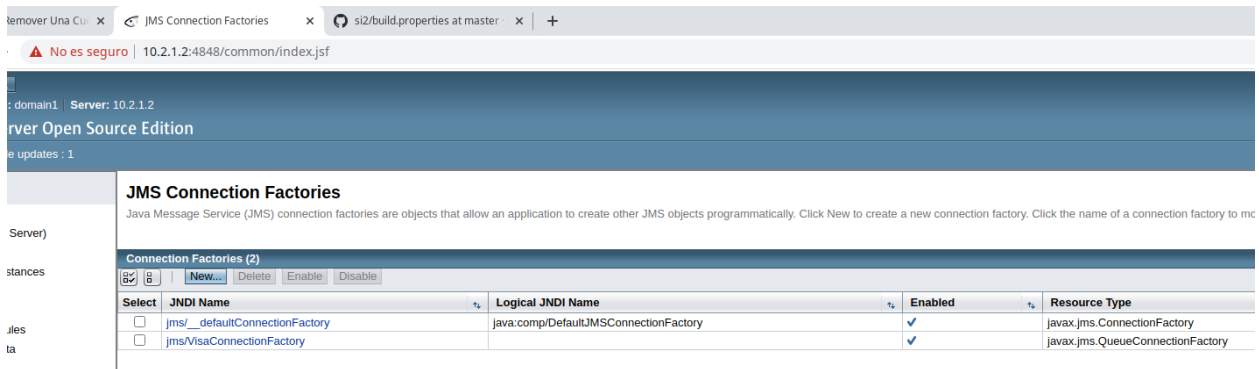 Remover Una Cu
JMS Connection Factories
si2/build.properties at master
No es seguro | 10.2.1.2:4848/common/index.jsf
: domain1 Server: 10.2.1.2
rver Open Source Edition
e updates : 1
JMS Connection Factories
Java Message Service (JMS) connection factories are objects that allow an application to create other JMS objects programmatically. Click New to create a new connection factory. Click the name of a connection factory to mo
Server)
stances
ules
ta
Connection Factories (2)
New... Delete Enable Disable
Select JNDI Name Logical JNDI Name Enabled Resource Type
jms/__defaultConnectionFactory java:comp/DefaultJMSConnectionFactory javax.jms.ConnectionFactory
jms/VisaConnectionFactory javax.jms.QueueConnectionFactory